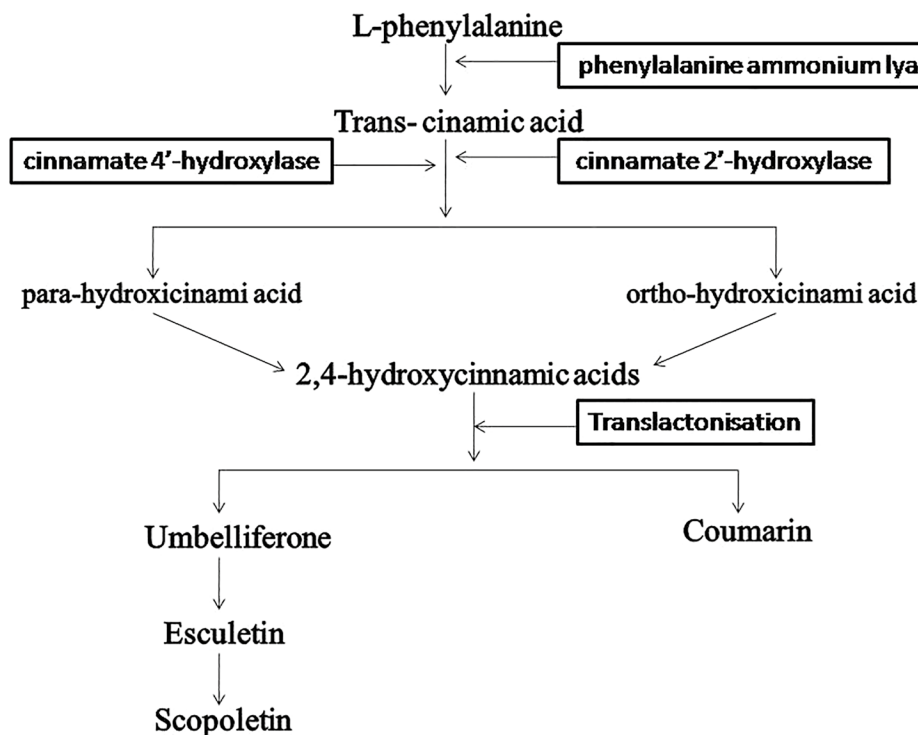 L-phenylalanine
phenylalanine ammonium lya
Trans- cinamic acid
cinnamate 4'-hydroxylase
cinnamate 2'-hydroxylase
para-hydroxicinami acid
ortho-hydroxicinami acid
2,4-hydroxycinnamic acids
Translactonisation
Umbelliferone
Coumarin
Esculetin
Scopoletin